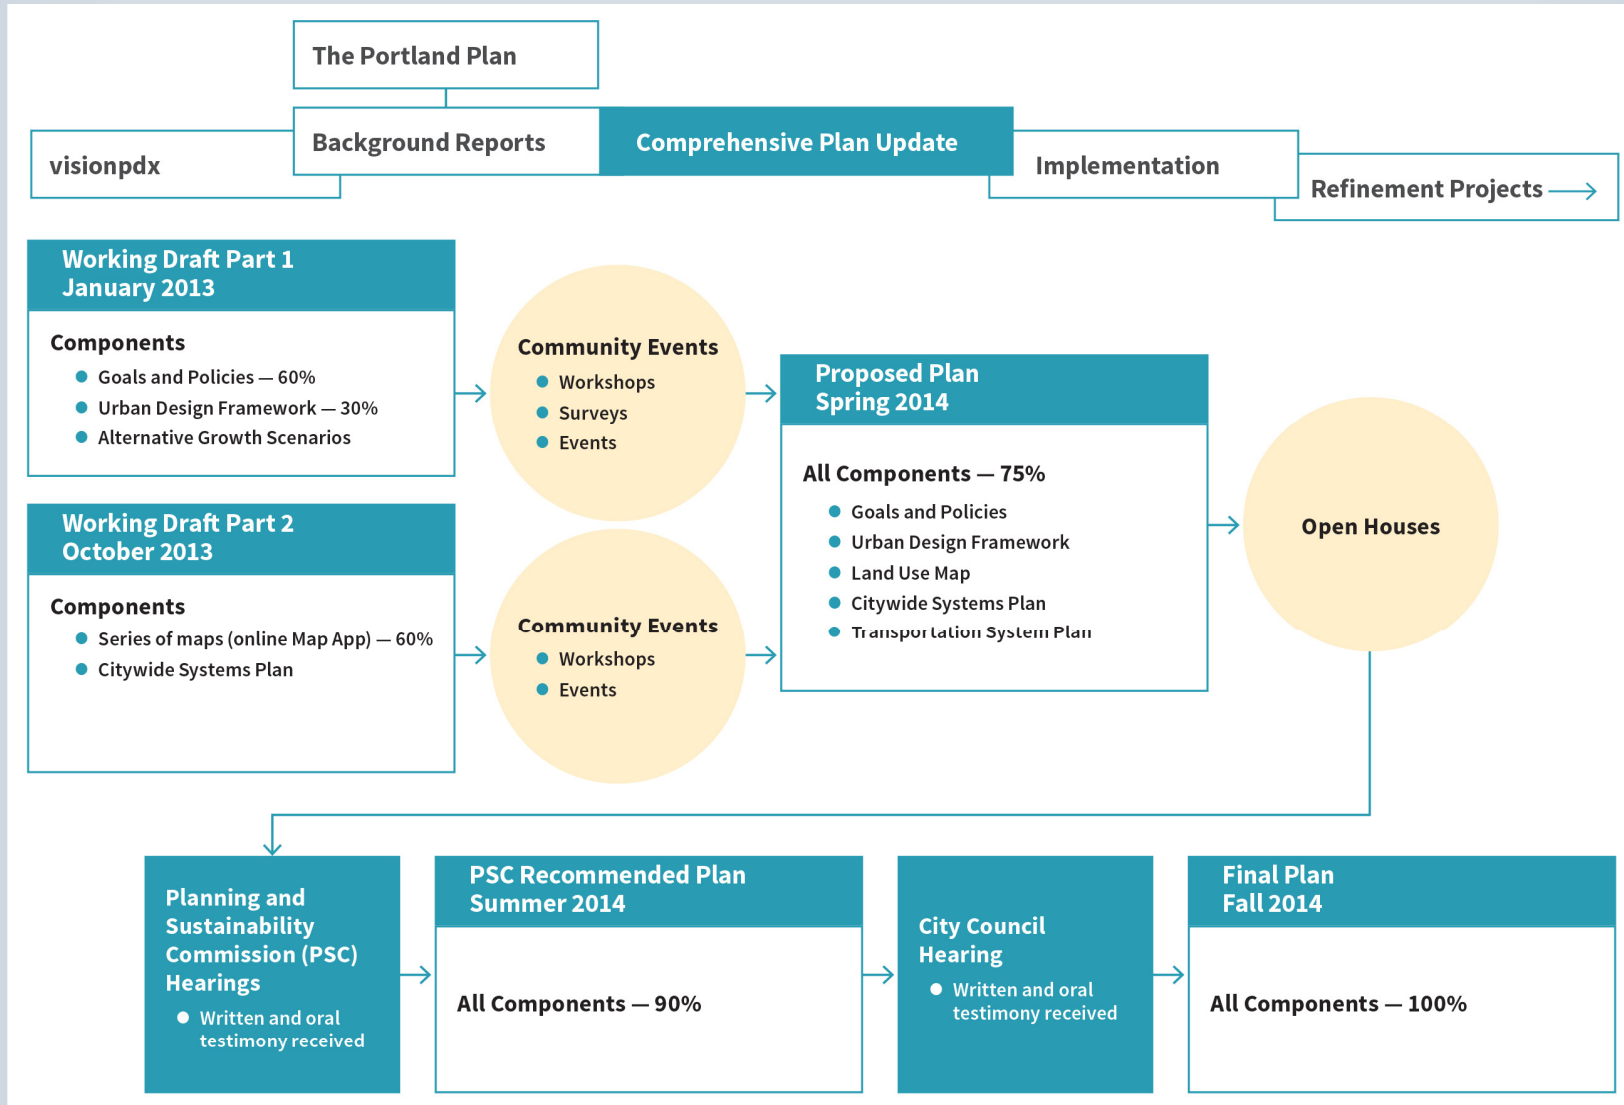 The Portland Plan
visionpdx
Background Reports
Comprehensive Plan Update
Implementation
Refinement Projects
Working Draft Part 1
January 2013
Components
Goals and Policies — 60%
Urban Design Framework — 30%
Alternative Growth Scenarios
Community Events
Workshops
Surveys
Events
Working Draft Part 2
October 2013
Components
Series of maps (online Map App) — 60%
Citywide Systems Plan
Community Events
Workshops
Events
Proposed Plan
Spring 2014
All Components — 75%
Goals and Policies
Urban Design Framework
Land Use Map
Citywide Systems Plan
Transportation System Plan
Open Houses
Planning and
Sustainability
Commission (PSC)
Hearings
Written and oral
testimony received
PSC Recommended Plan
Summer 2014
All Components — 90%
City Council
Hearing
Written and oral
testimony received
Final Plan
Fall 2014
All Components — 100%